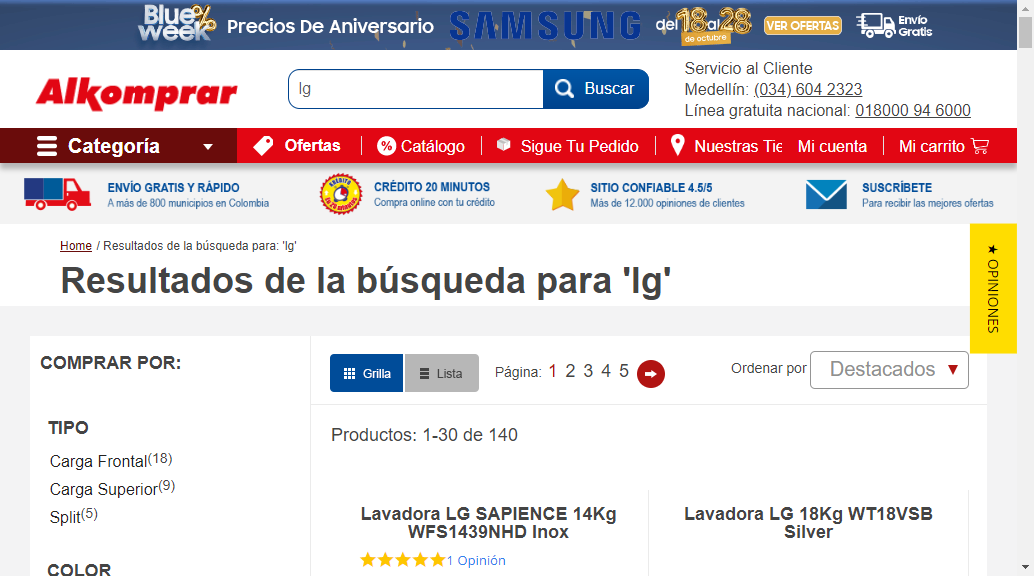 Blue % week Precios De Aniversario SAMSUNG del 18 al 28 de octubre VER OFERTAS Envío Gratis
Alkomprar
lg Buscar
Servicio al Cliente
Medellín: (034) 604 2323
Línea gratuita nacional: 018000 94 6000
Categoría Ofertas % Catálogo Sigue Tu Pedido Nuestras Tie Mi cuenta Mi carrito
ENVÍO GRATIS Y RÁPIDO
A más de 800 municipios en Colombia
CRÉDITO 20 MINUTOS
Compra online con tu crédito
SITIO CONFIABLE 4.5/5
Más de 12.000 opiniones de clientes
SUSCRÍBETE
Para recibir las mejores ofertas
Home / Resultados de la búsqueda para: 'lg'
Resultados de la búsqueda para 'lg'
★ OPINIONES
COMPRAR POR:
TIPO
Carga Frontal(18)
Carga Superior(9)
Split(5)
COLOR
Grilla Lista Página: 1 2 3 4 5
Ordenar por Destacados ▼
Productos: 1-30 de 140
Lavadora LG SAPIENCE 14Kg
WFS1439NHD Inox
1 Opinión
Lavadora LG 18Kg WT18VSB
Silver